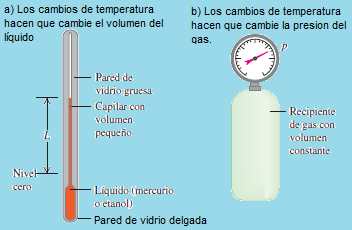 a) Los cambios de temperatura
hacen que cambie el volumen del
líquido
Pared de
vidrio gruesa
Capilar con
volumen
pequeño
L
Nivel
cero
Líquido (mercurio
o etanol)
Pared de vidrio delgada
b) Los cambios de temperatura
hacen que cambie la presion del
gas.
p
Recipiente
de gas con
volumen
constante